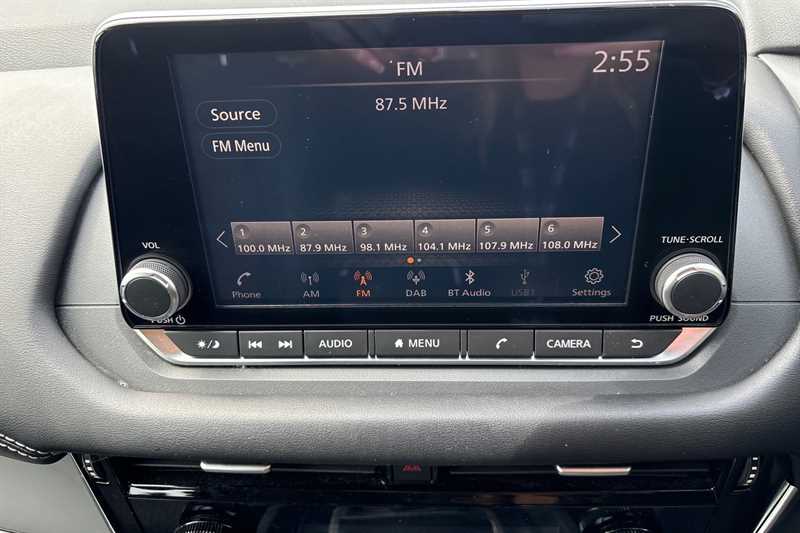 FM
2:55
87.5 MHz
Source
FM Menu
1 2 3 4 5 6
100.0 MHz 87.9 MHz 98.1 MHz 104.1 MHz 107.9 MHz 108.0 MHz
Phone AM FM DAB BT Audio USB1 Settings
VOL
PUSH
TUNE·SCROLL
PUSH SOUND
AUDIO MENU CAMERA